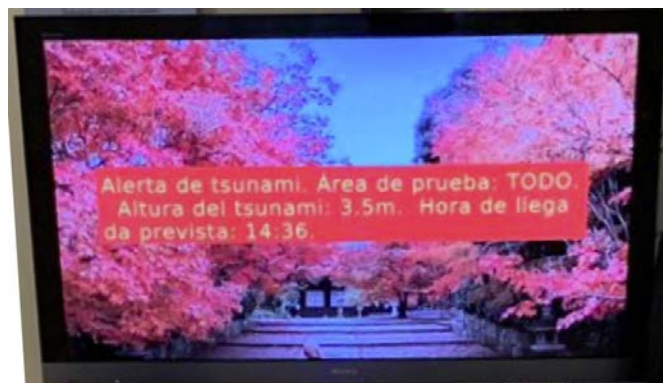 Alerta de tsunami. Área de prueba: TODO.
Altura del tsunami: 3.5m. Hora de llega
da prevista: 14:36.